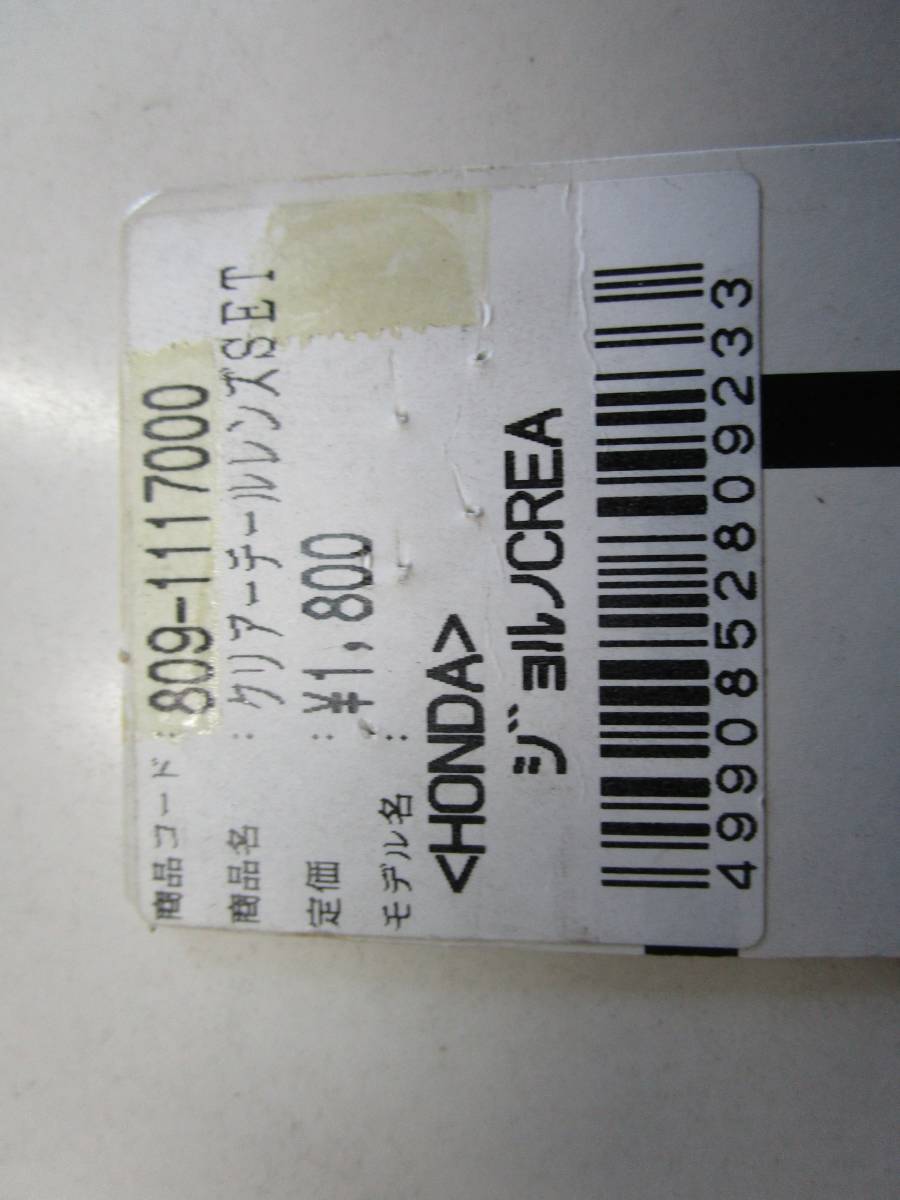 商品コード : 809-1117000
商品名 : クリアーテールレンズSET
定価 : ¥1,800
モデル名 :
<HONDA>
ジョルノCREA
4990852809233